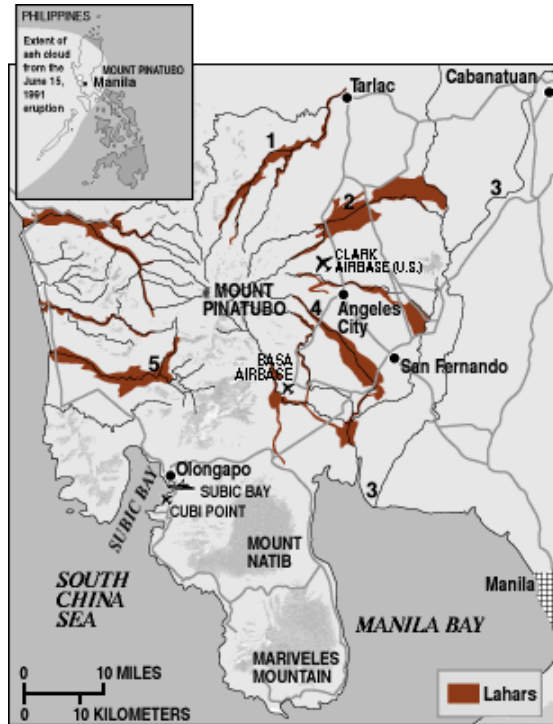 PHILIPPINES
Extent of
ash cloud
from the
June 15,
1991
eruption
MOUNT PINATUBO
Manila
Tarlac
Cabanatuan
1
2
3
CLARK
AIRBASE (U.S.)
MOUNT
PINATUBO
4
Angeles
City
5
BASA
AIRBASE
San Fernando
Olongapo
SUBIC BAY
SUBIC BAY
CUBI POINT
3
MOUNT
NATIB
SOUTH
CHINA
SEA
Manila
MANILA BAY
MARIVELES
MOUNTAIN
0 10 MILES
0 10 KILOMETERS
Lahars